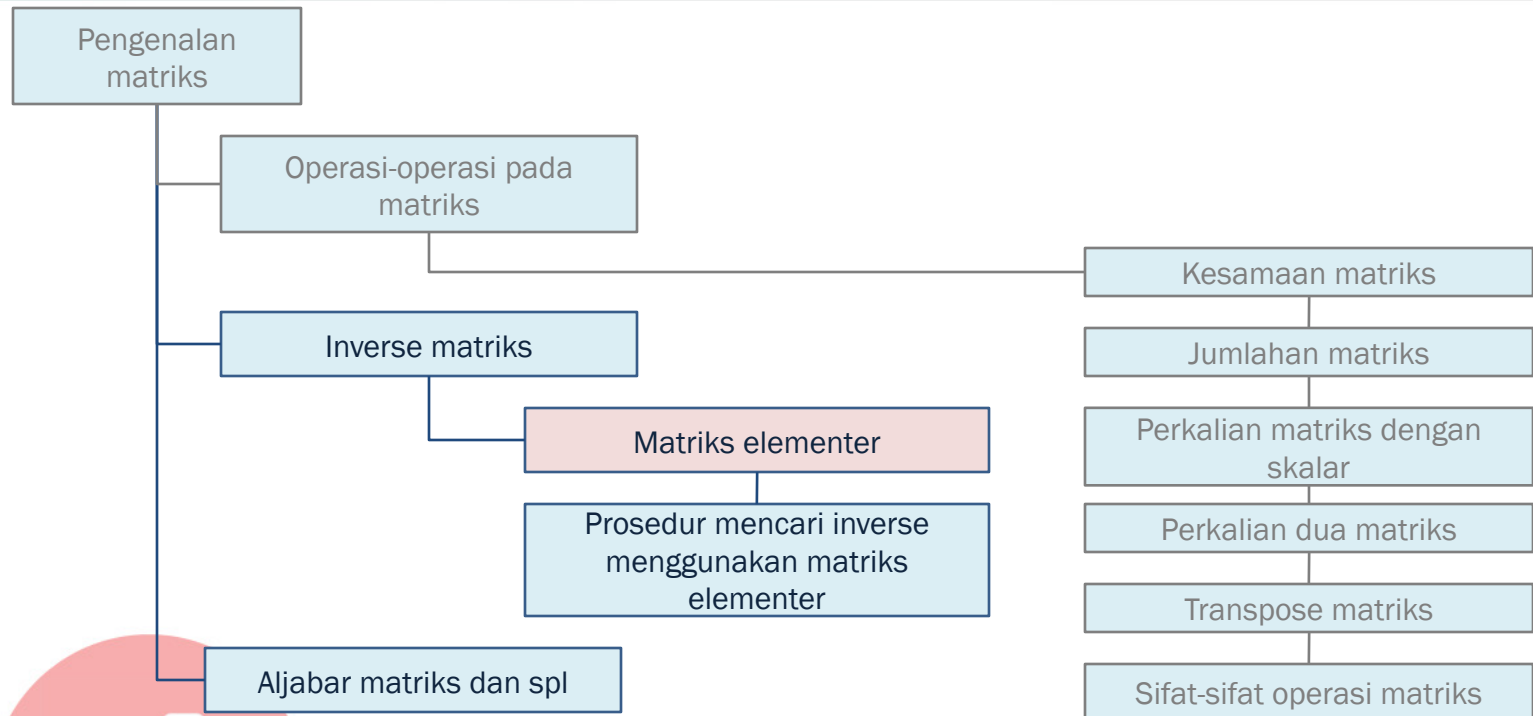 Pengenalan
matriks
Operasi-operasi pada
matriks
Kesamaan matriks
Jumlahan matriks
Perkalian matriks dengan
skalar
Perkalian dua matriks
Transpose matriks
Sifat-sifat operasi matriks
Inverse matriks
Matriks elementer
Prosedur mencari inverse
menggunakan matriks
elementer
Aljabar matriks dan spl